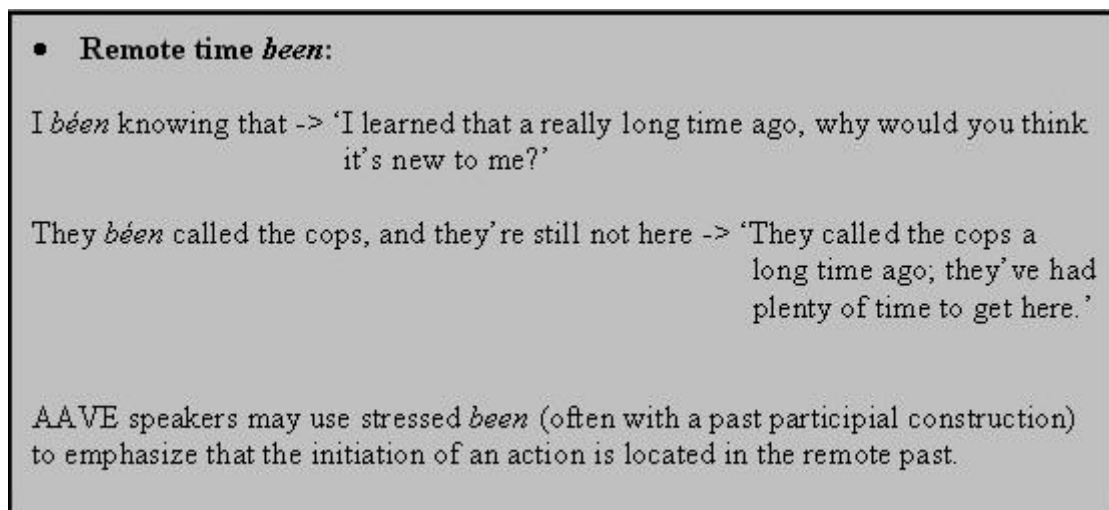 • Remote time been:
I béen knowing that -> ‘I learned that a really long time ago, why would you think
it’s new to me?’
They béen called the cops, and they’re still not here -> ‘They called the cops a
long time ago; they’ve had
plenty of time to get here.’
AAVE speakers may use stressed been (often with a past participial construction)
to emphasize that the initiation of an action is located in the remote past.